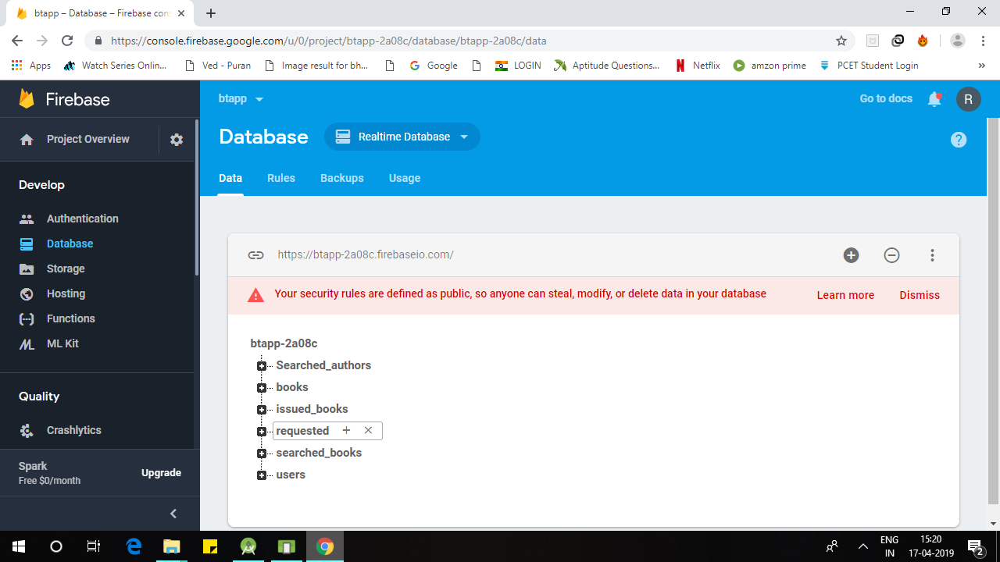 btapp – Database – Firebase cons
https://console.firebase.google.com/u/0/project/btapp-2a08c/database/btapp-2a08c/data
Apps Watch Series Onlin... Ved - Puran Image result for bh... Google LOGIN Aptitude Questions... Netflix amzon prime PCET Student Login »
Firebase
btapp
Go to docs
R
Project Overview
Database
Realtime Database
Data Rules Backups Usage
Develop
Authentication
Database
Storage
Hosting
Functions
ML Kit
Quality
Crashlytics
Spark
Free $0/month
Upgrade
https://btapp-2a08c.firebaseio.com/
Your security rules are defined as public, so anyone can steal, modify, or delete data in your database
Learn more
Dismiss
btapp-2a08c
Searched_authors
books
issued_books
requested
searched_books
users
ENG
IN
15:20
17-04-2019
2